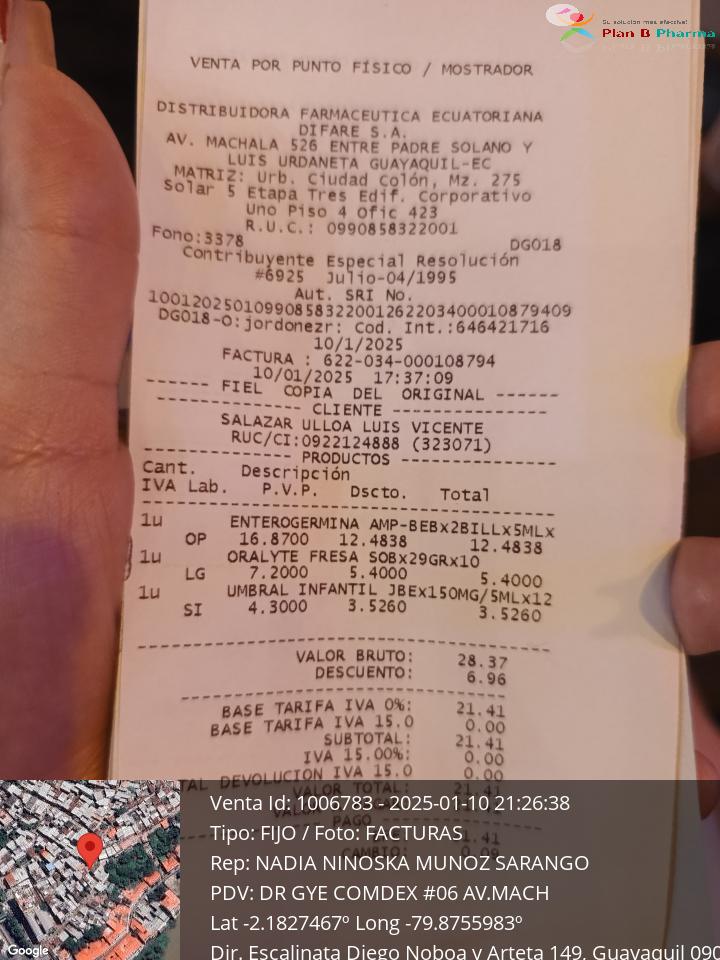 Su solución mas efectiva!
Plan B Pharma
VENTA POR PUNTO FÍSICO / MOSTRADOR
DISTRIBUIDORA FARMACEUTICA ECUATORIANA
DIFARE S.A.
AV. MACHALA 526 ENTRE PADRE SOLANO Y
LUIS URDANETA GUAYAQUIL-EC
MATRIZ: Urb. Ciudad Colón, Mz. 275
Solar 5 Etapa Tres Edif. Corporativo
Uno Piso 4 Ofic 423
R.U.C.: 0990858322001
Fono:3378 DG018
Contribuyente Especial Resolución
#6925 Julio-04/1995
Aut. SRI No.
1001202501099085832200126220340001087940​9
DG018-O:jordonezr: Cod. Int.:646421716
10/1/2025
FACTURA : 622-034-000108794
10/01/2025 17:37:09
------ FIEL COPIA DEL ORIGINAL ------
--------------- CLIENTE ---------------
SALAZAR ULLOA LUIS VICENTE
RUC/CI:0922124888 (323071)
-------------- PRODUCTOS --------------
Cant. Descripción
IVA Lab. P.V.P. Dscto. Total
---------------------------------------
1u ENTEROGERMINA AMP-BEBx2BILLx5MLx
OP 16.8700 12.4838 12.4838
1u ORALYTE FRESA SOBx29GRx10
LG 7.2000 5.4000 5.4000
1u UMBRAL INFANTIL JBEx150MG/5MLx12
SI 4.3000 3.5260 3.5260
---------------------------------------
VALOR BRUTO: 28.37
DESCUENTO: 6.96
---------------------------------------
BASE TARIFA IVA 0%: 21.41
BASE TARIFA IVA 15.0 0.00
SUBTOTAL: 21.41
IVA 15.00%: 0.00
TAL DEVOLUCION IVA 15.0 0.00
VALOR TOTAL: 21.41
PAGO
CAMBIO:
Venta Id: 1006783 - 2025-01-10 21:26:38
Tipo: FIJO / Foto: FACTURAS
Rep: NADIA NINOSKA MUNOZ SARANGO
PDV: DR GYE COMDEX #06 AV.MACH
Lat -2.1827467º Long -79.8755983º
Dir. Escalinata Diego Noboa y Arteta 149, Guayaquil 090
Google